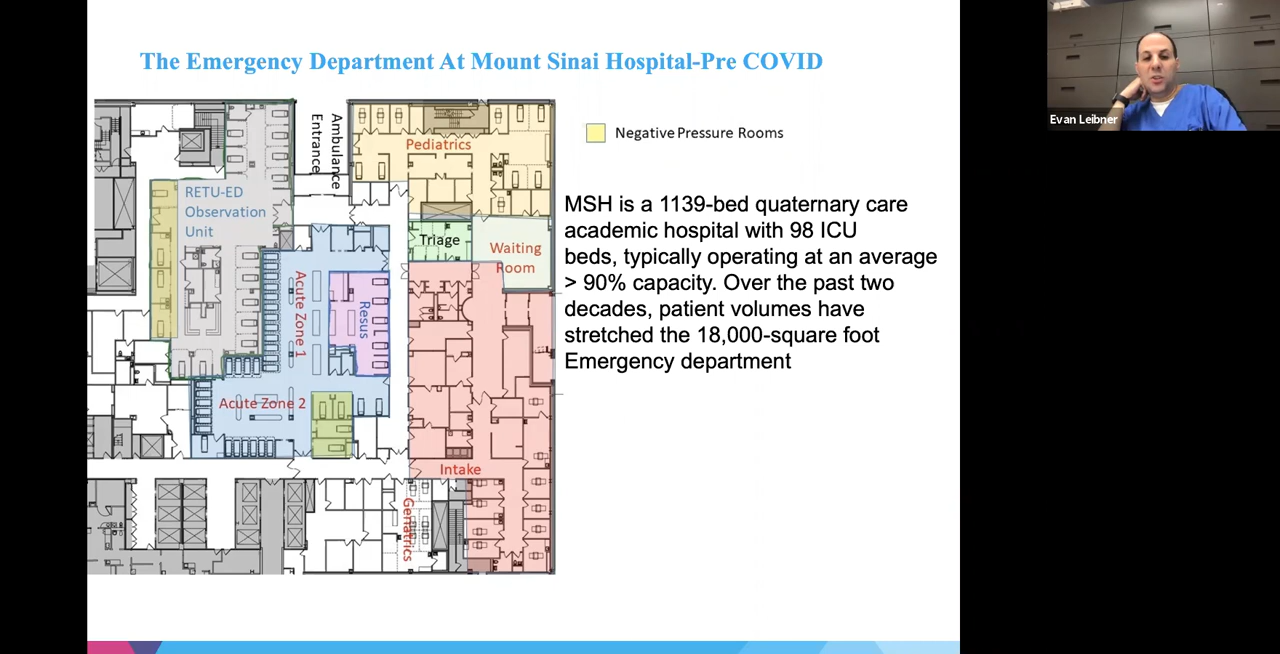 The Emergency Department At Mount Sinai Hospital-Pre COVID
Ambulance
Entrance
Pediatrics
RETU-ED
Observation
Unit
Triage
Waiting
Room
Acute Zone 1
Resus
Acute Zone 2
Intake
Geriatrics
Negative Pressure Rooms
MSH is a 1139-bed quaternary care
academic hospital with 98 ICU
beds, typically operating at an average
> 90% capacity. Over the past two
decades, patient volumes have
stretched the 18,000-square foot
Emergency department
Evan Leibner